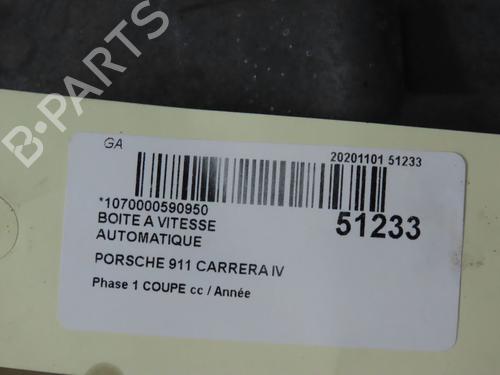 B-PARTS
GA
20201101 51233
*1070000590950
51233
BOITE A VITESSE
AUTOMATIQUE
PORSCHE 911 CARRERA IV
Phase 1 COUPE cc / Année